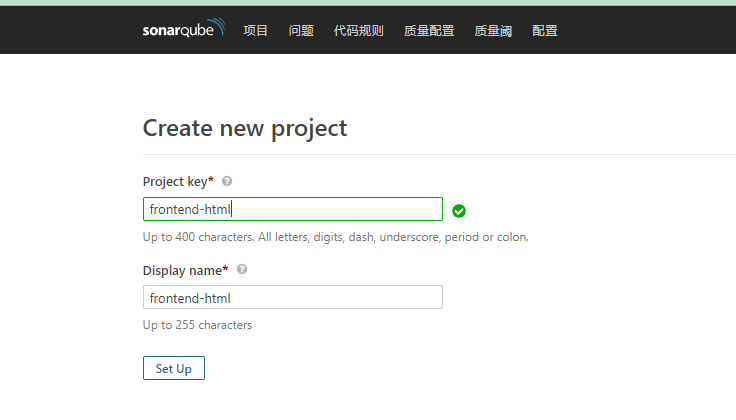 sonarqube 项目 问题 代码规则 质量配置 质量阈 配置
Create new project
Project key*
frontend-html
Up to 400 characters. All letters, digits, dash, underscore, period or colon.
Display name*
frontend-html
Up to 255 characters
Set Up